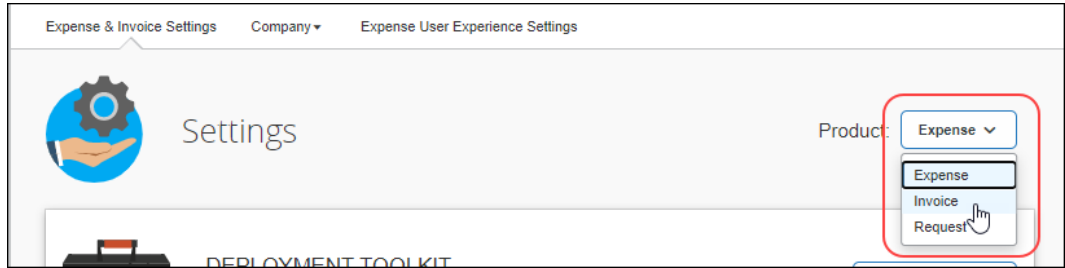 Expense & Invoice Settings Company Expense User Experience Settings
Settings
Product: Expense
Expense
Invoice
Request
DEPLOYMENT TOOLKIT